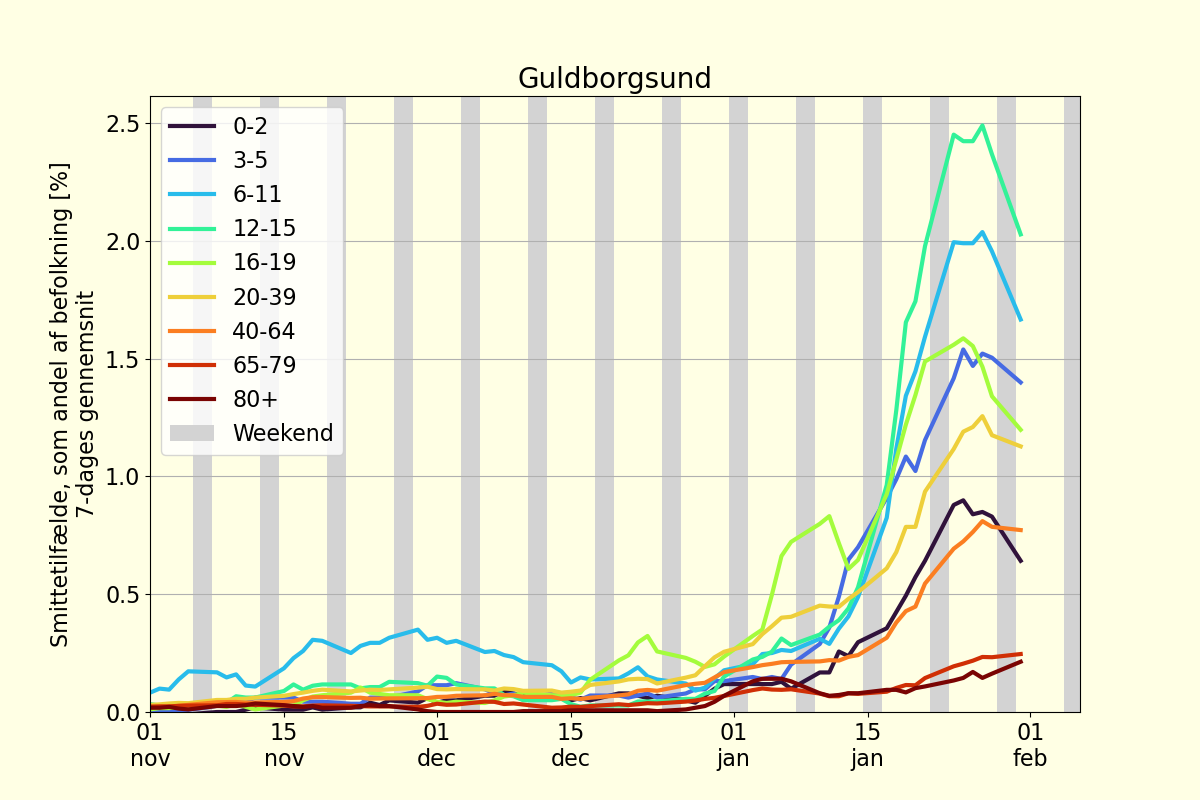 Guldborgsund
Smittetilfælde, som andel af befolkning [%]
7-dages gennemsnit
2.5
2.0
1.5
1.0
0.5
0.0
0-2
3-5
6-11
12-15
16-19
20-39
40-64
65-79
80+
Weekend
01 15 01 15 01 15 01
nov nov dec dec jan jan feb